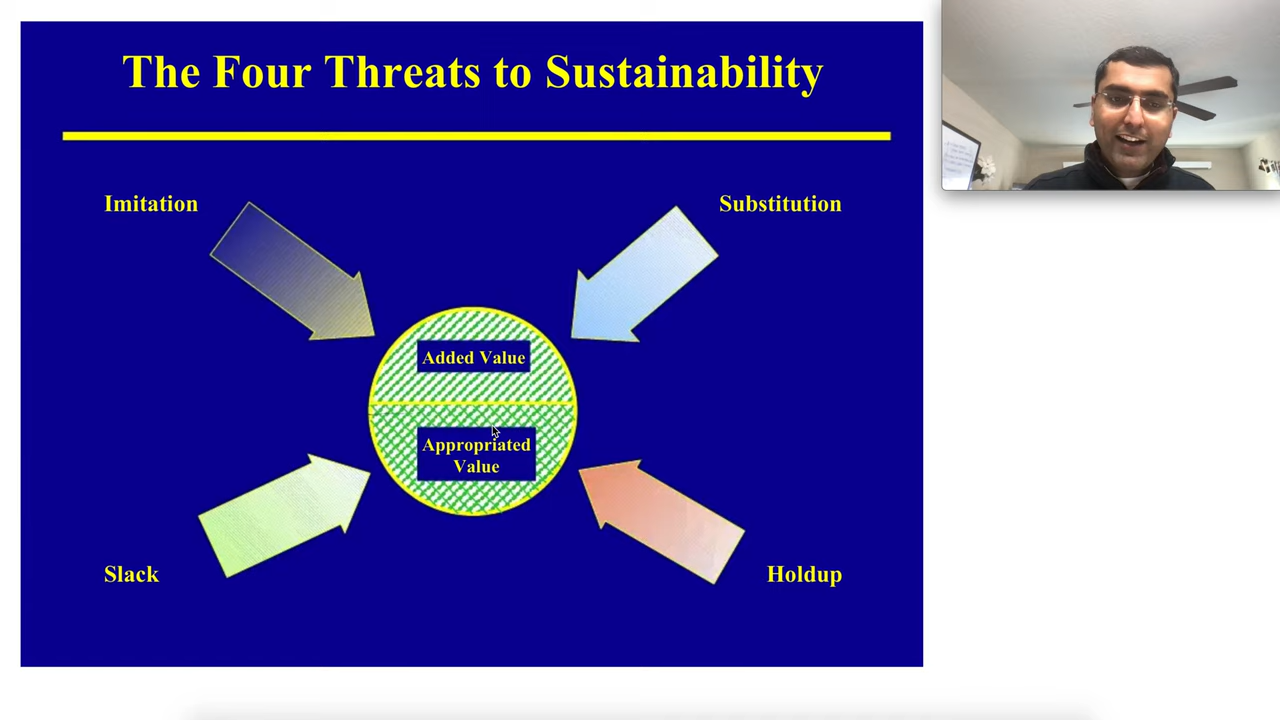 The Four Threats to Sustainability
Imitation
Substitution
Added Value
Appropriated
Value
Slack
Holdup